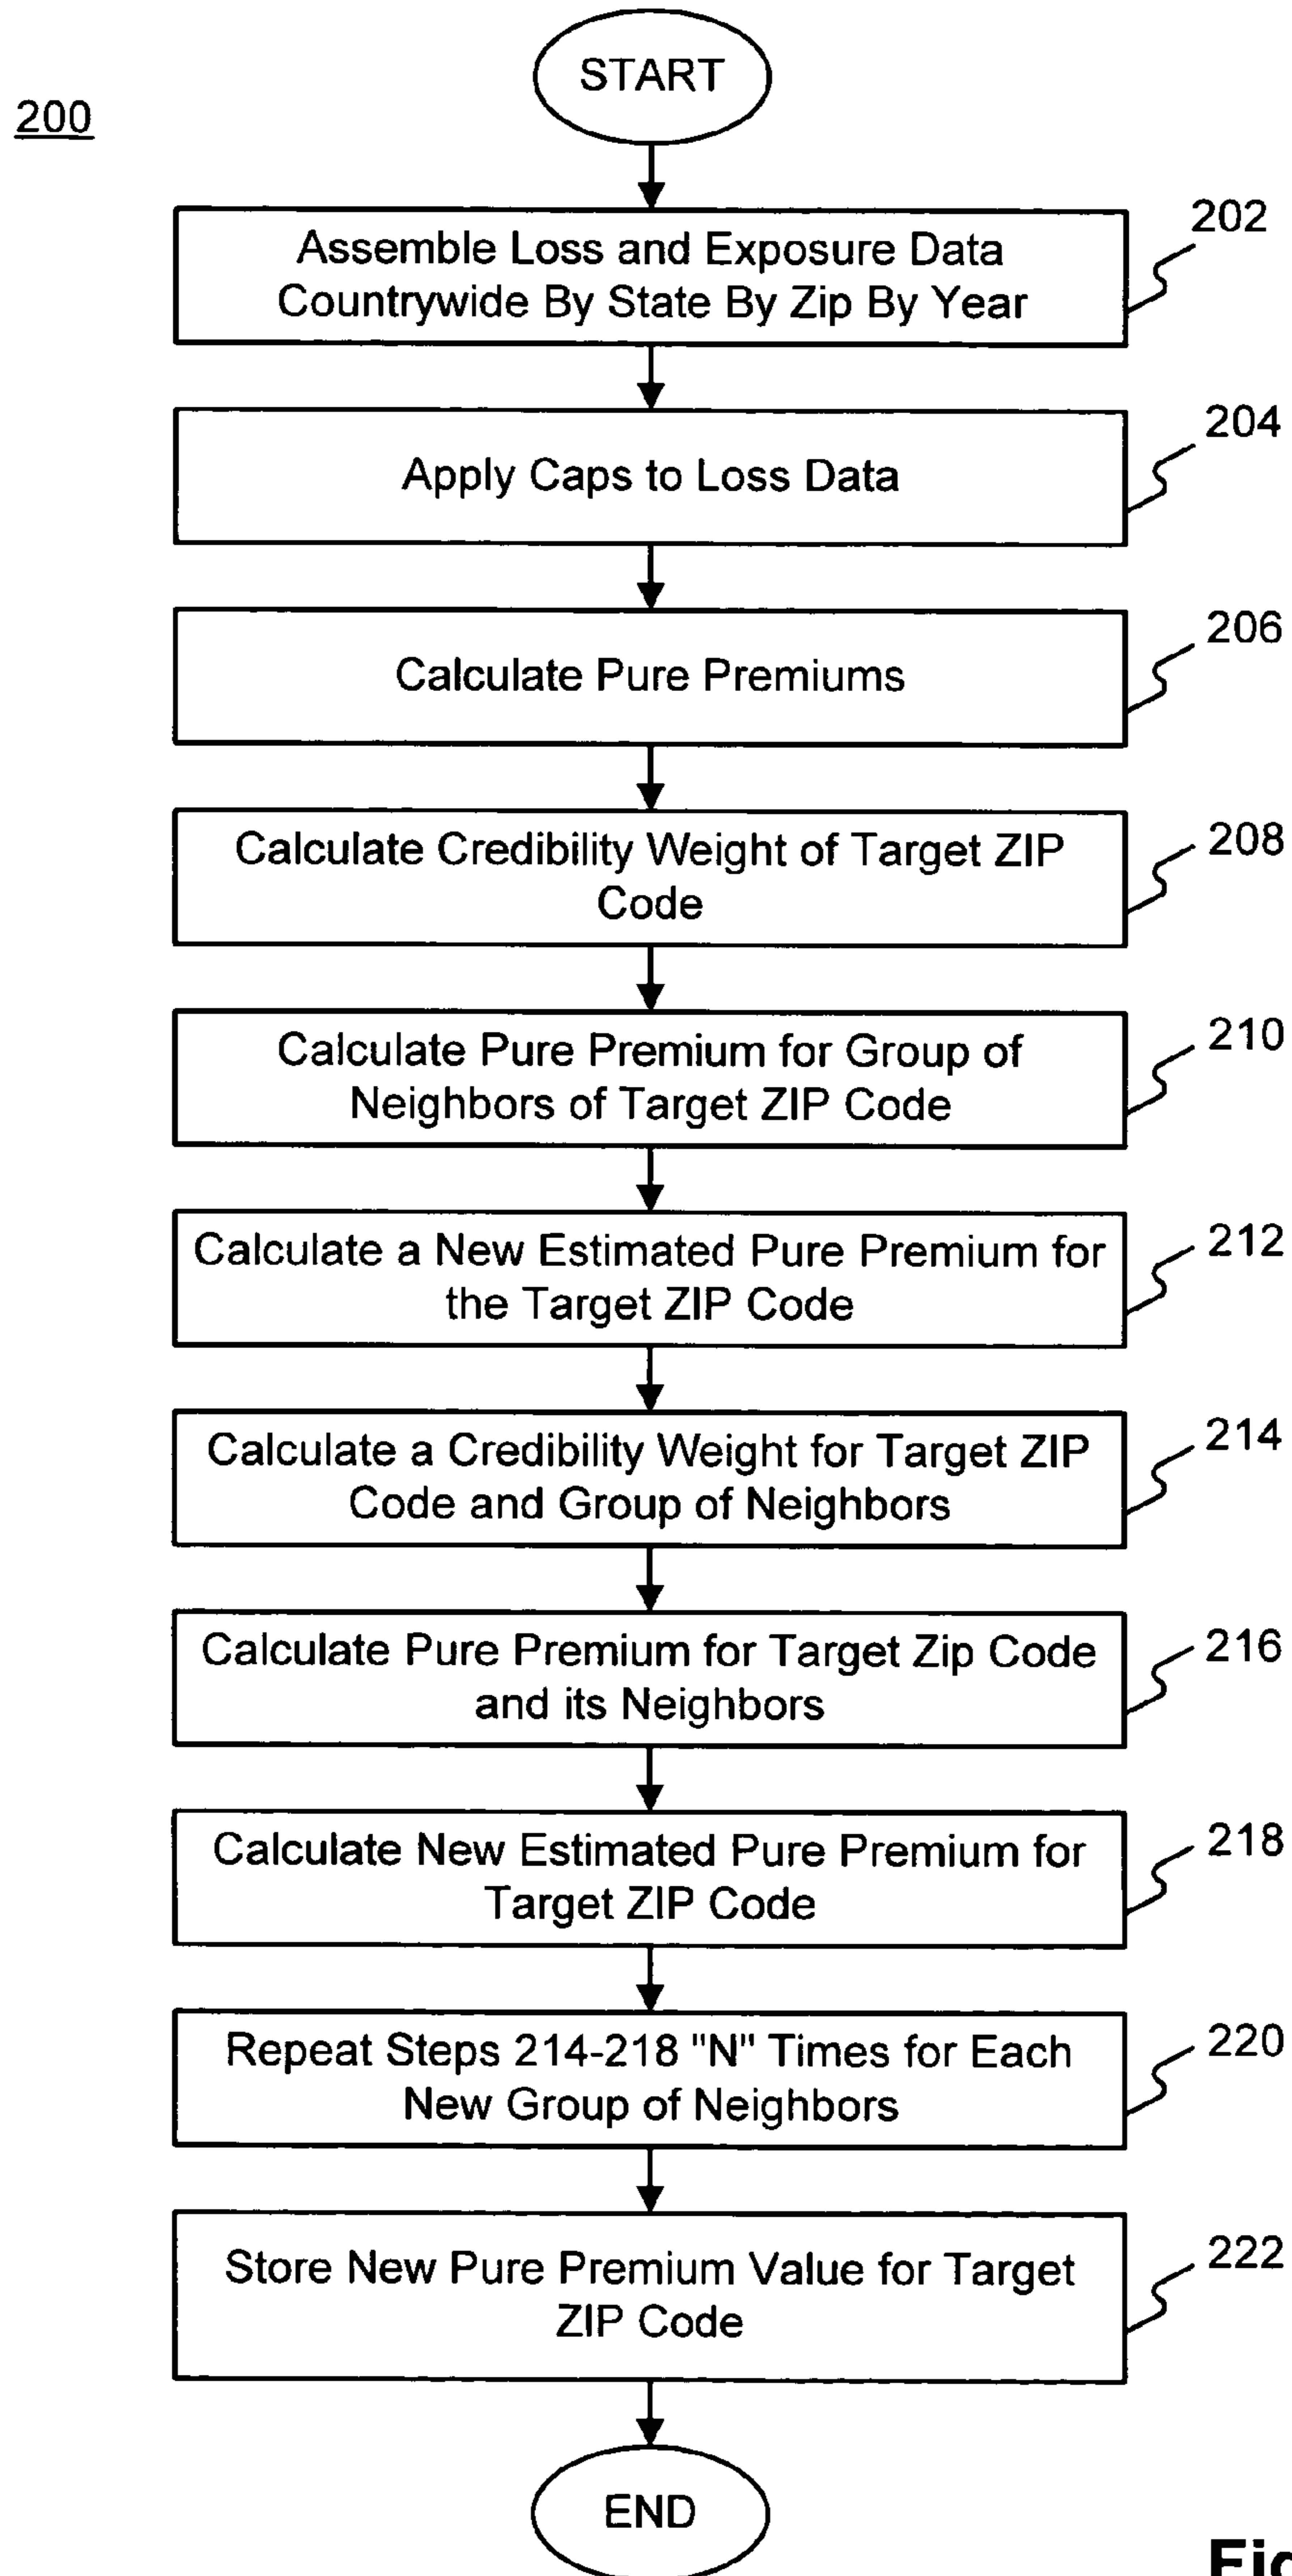 START
200
202
Assemble Loss and Exposure Data
Countrywide By State By Zip By Year
204
Apply Caps to Loss Data
206
Calculate Pure Premiums
208
Calculate Credibility Weight of Target ZIP
Code
210
Calculate Pure Premium for Group of
Neighbors of Target ZIP Code
212
Calculate a New Estimated Pure Premium for
the Target ZIP Code
214
Calculate a Credibility Weight for Target ZIP
Code and Group of Neighbors
216
Calculate Pure Premium for Target Zip Code
and its Neighbors
218
Calculate New Estimated Pure Premium for
Target ZIP Code
220
Repeat Steps 214-218 "N" Times for Each
New Group of Neighbors
222
Store New Pure Premium Value for Target
ZIP Code
END